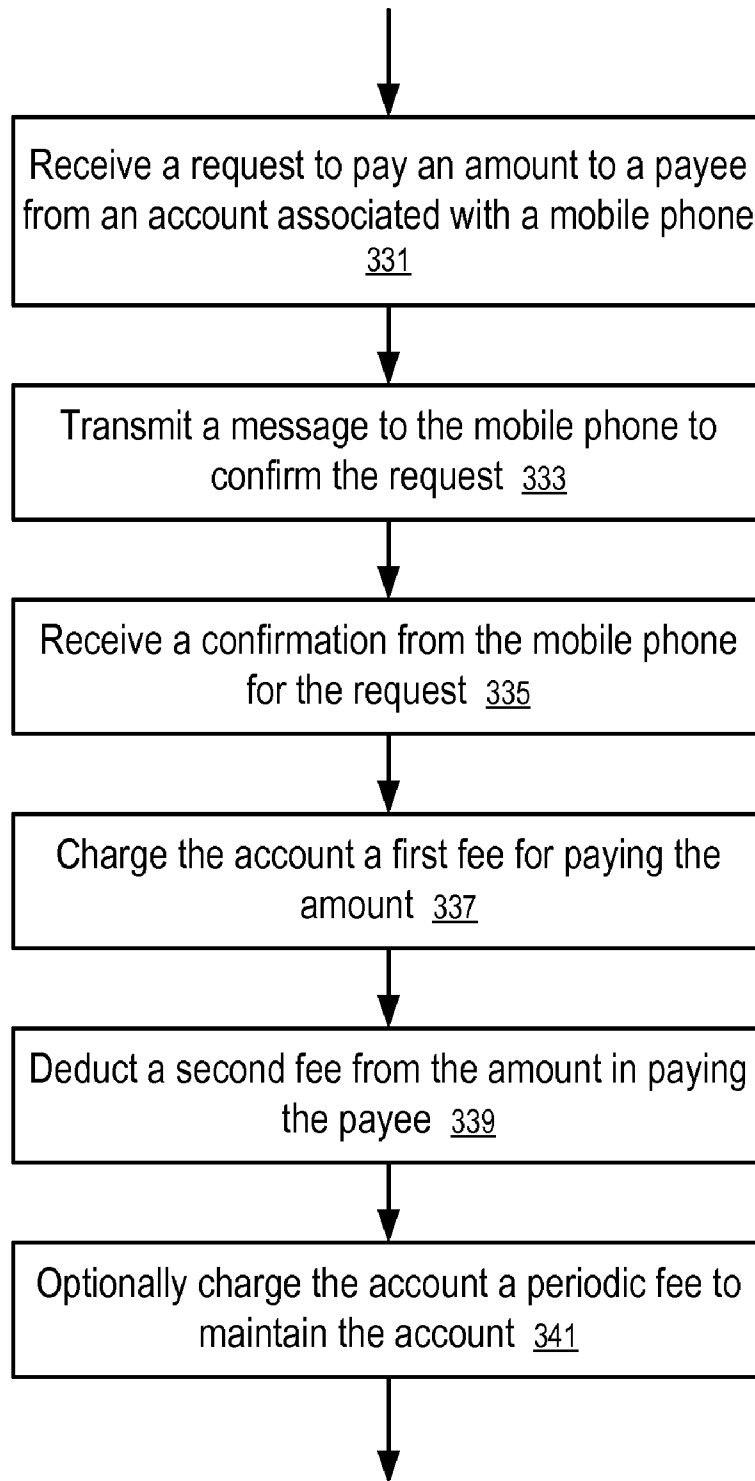 Receive a request to pay an amount to a payee
from an account associated with a mobile phone
331
Transmit a message to the mobile phone to
confirm the request 333
Receive a confirmation from the mobile phone
for the request 335
Charge the account a first fee for paying the
amount 337
Deduct a second fee from the amount in paying
the payee 339
Optionally charge the account a periodic fee to
maintain the account 341